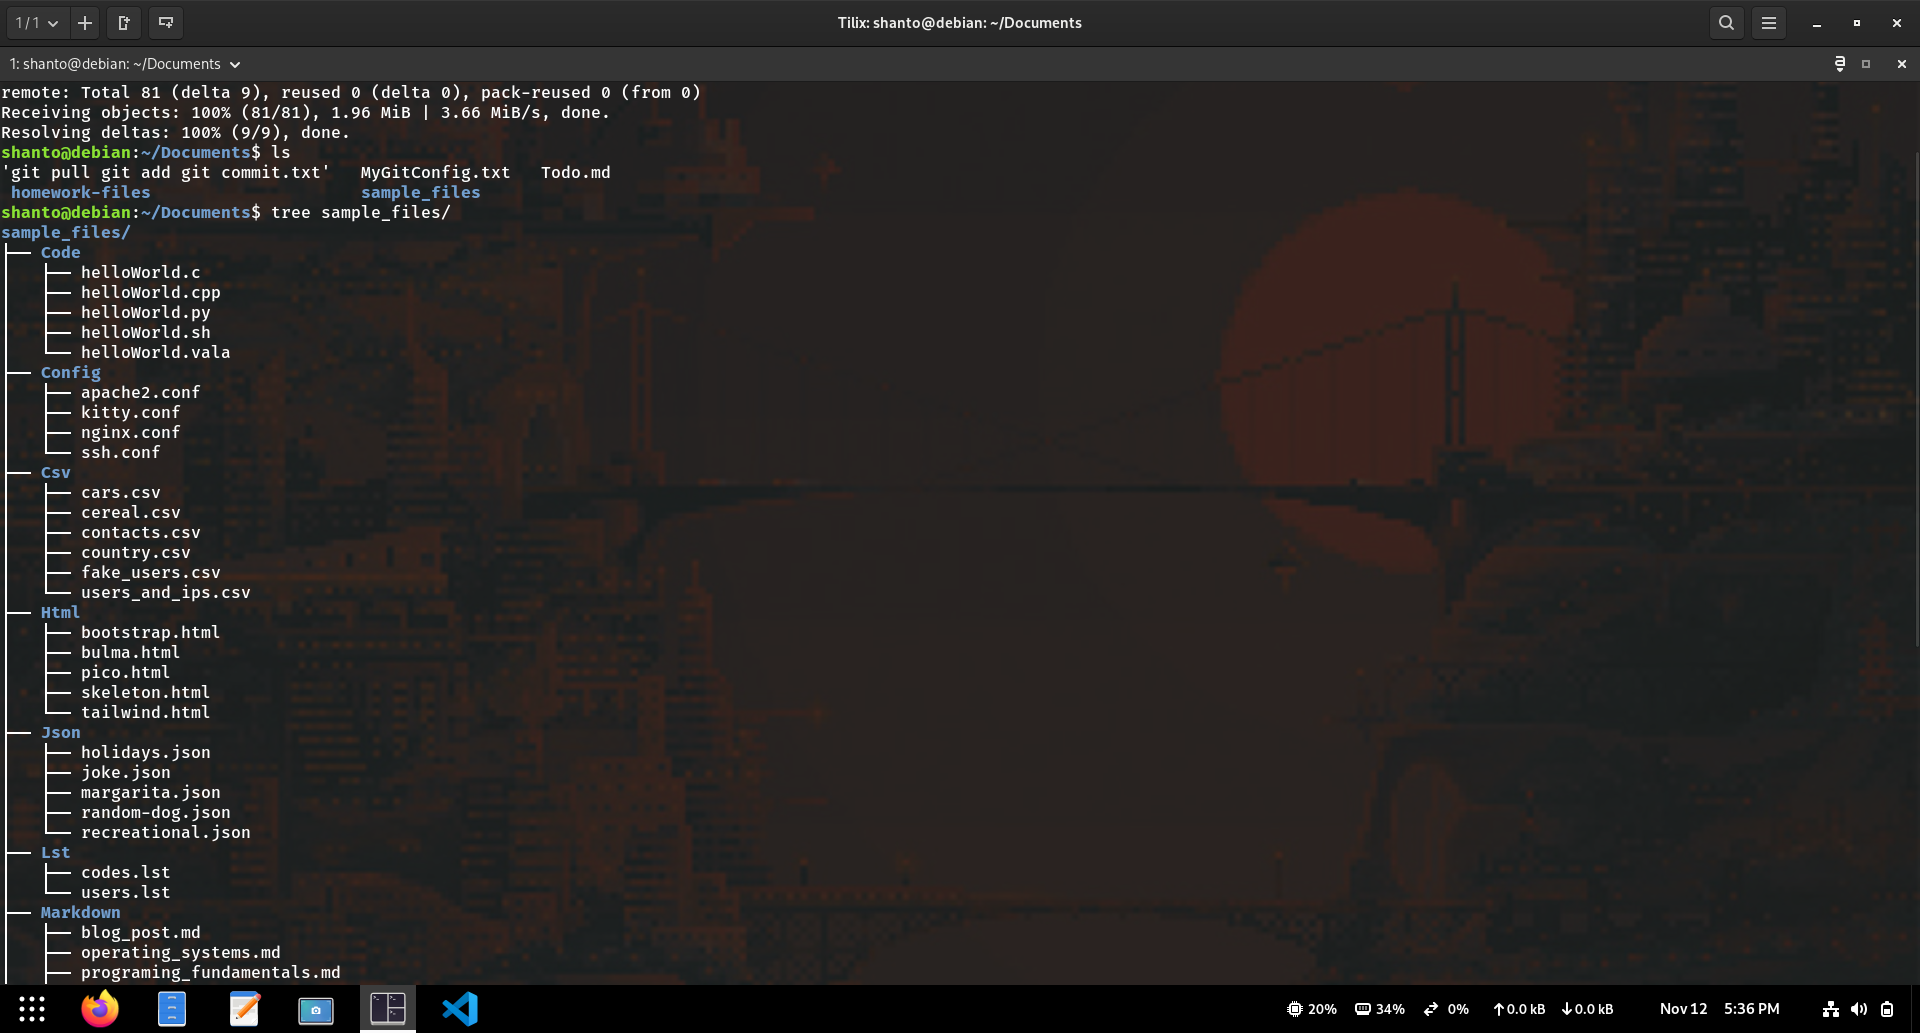 1 / 1
Tilix: shanto@debian: ~/Documents
1: shanto@debian: ~/Documents
remote: Total 81 (delta 9), reused 0 (delta 0), pack-reused 0 (from 0)
Receiving objects: 100% (81/81), 1.96 MiB | 3.66 MiB/s, done.
Resolving deltas: 100% (9/9), done.
shanto@debian:~/Documents$ ls
'git pull git add git commit.txt'   MyGitConfig.txt   Todo.md
homework-files   sample_files
shanto@debian:~/Documents$ tree sample_files/
sample_files/
├── Code
│   ├── helloWorld.c
│   ├── helloWorld.cpp
│   ├── helloWorld.py
│   ├── helloWorld.sh
│   └── helloWorld.vala
├── Config
│   ├── apache2.conf
│   ├── kitty.conf
│   ├── nginx.conf
│   └── ssh.conf
├── Csv
│   ├── cars.csv
│   ├── cereal.csv
│   ├── contacts.csv
│   ├── country.csv
│   ├── fake_users.csv
│   └── users_and_ips.csv
├── Html
│   ├── bootstrap.html
│   ├── bulma.html
│   ├── pico.html
│   ├── skeleton.html
│   └── tailwind.html
├── Json
│   ├── holidays.json
│   ├── joke.json
│   ├── margarita.json
│   ├── random-dog.json
│   └── recreational.json
├── Lst
│   ├── codes.lst
│   └── users.lst
├── Markdown
│   ├── blog_post.md
│   ├── operating_systems.md
│   ├── programing_fundamentals.md
20% 34% 0% 0.0 kB 0.0 kB Nov 12 5:36 PM